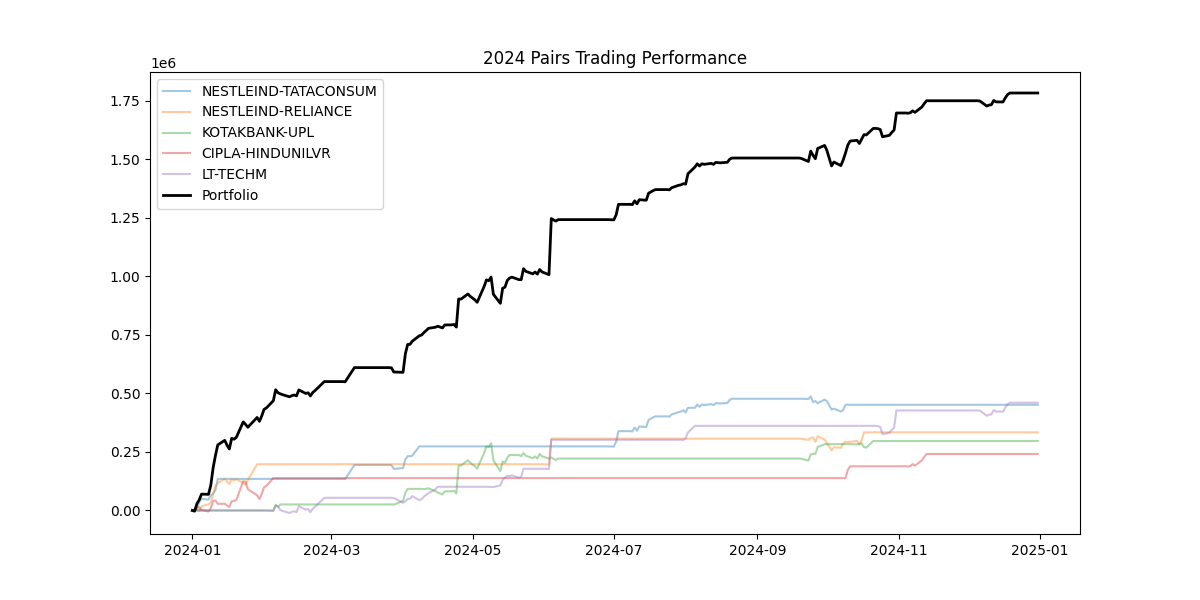 2024 Pairs Trading Performance
1e6
NESTLEIND-TATACONSUM
NESTLEIND-RELIANCE
KOTAKBANK-UPL
CIPLA-HINDUNILVR
LT-TECHM
Portfolio
1.75
1.50
1.25
1.00
0.75
0.50
0.25
0.00
2024-01 2024-03 2024-05 2024-07 2024-09 2024-11 2025-01